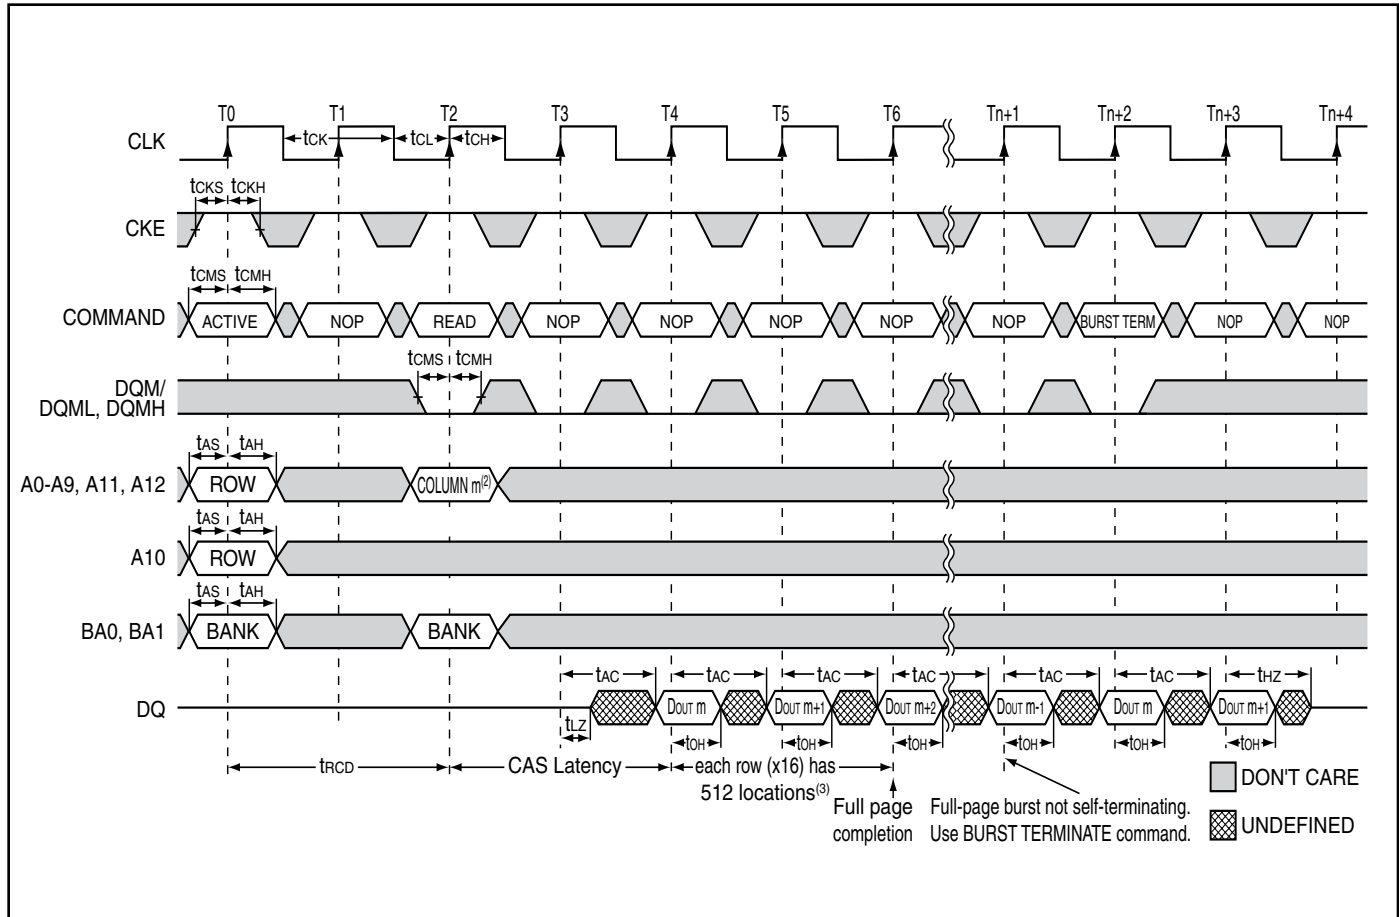 T0 T1 T2 T3 T4 T5 T6 Tn+1 Tn+2 Tn+3 Tn+4
CLK tCK tCL tCH
tCKS tCKH
CKE
tCMS tCMH
COMMAND ACTIVE NOP READ NOP NOP NOP NOP NOP BURST TERM NOP NOP
tCMS tCMH
DQM/
DQML, DQMH
tAS tAH
A0-A9, A11, A12 ROW COLUMN m(2)
tAS tAH
A10 ROW
tAS tAH
BA0, BA1 BANK BANK
tAC tAC tAC tAC tAC tAC tHZ
DQ DOUT m DOUT m+1 DOUT m+2 DOUT m-1 DOUT m DOUT m+1
tLZ tOH tOH tOH tOH tOH tOH
tRCD CAS Latency each row (x16) has
512 locations(3)
Full page
completion
Full-page burst not self-terminating.
Use BURST TERMINATE command.
DON'T CARE
UNDEFINED